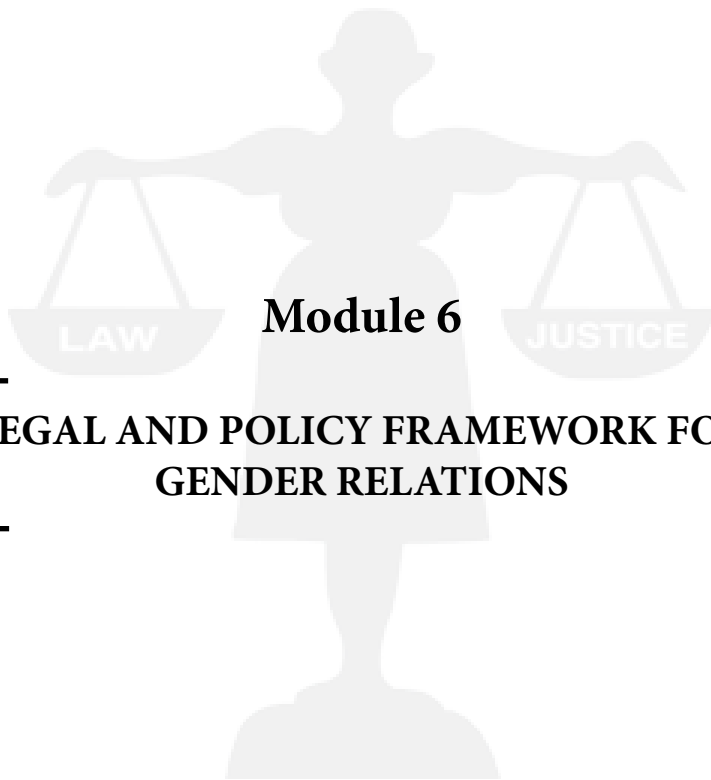 Module 6
LAW
JUSTICE
EGAL AND POLICY FRAMEWORK FO
GENDER RELATIONS